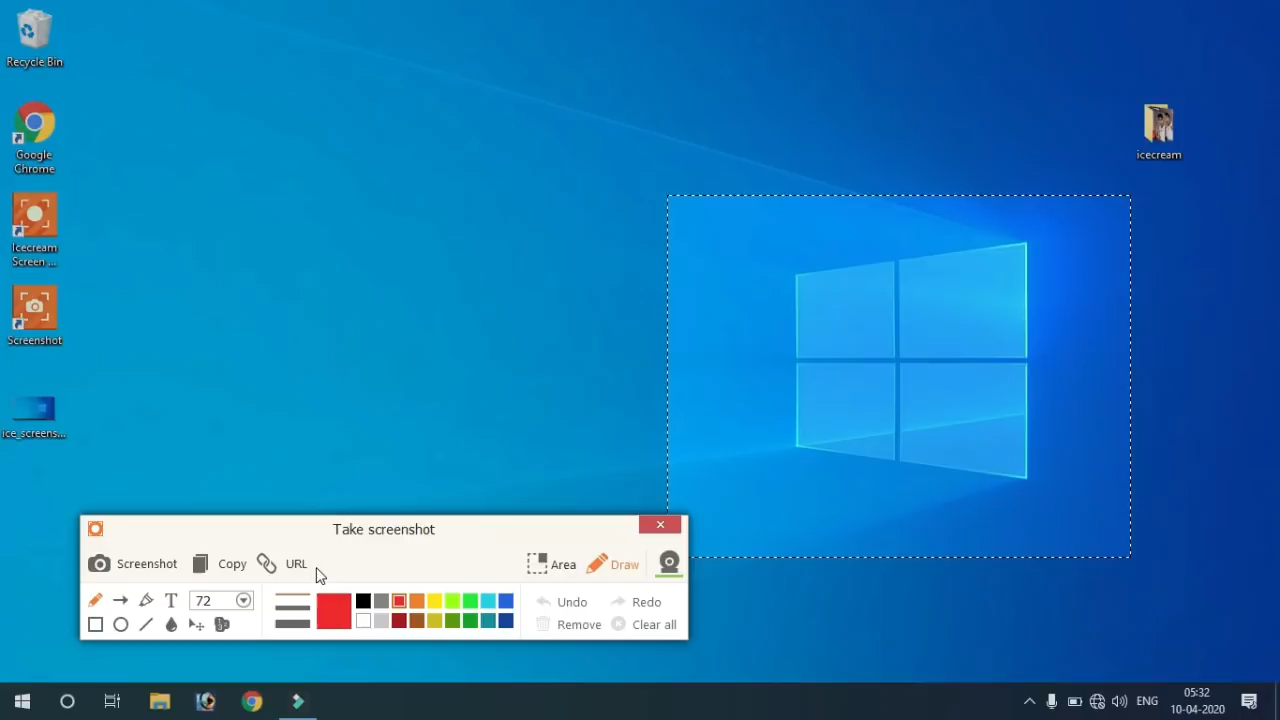 Recycle Bin
Google
Chrome
Icecream
Screen ...
Screenshot
ice_screens...
icecream
Take screenshot
Screenshot Copy URL Area Draw
72
Undo Redo
Remove Clear all
ENG
05:32
10-04-2020